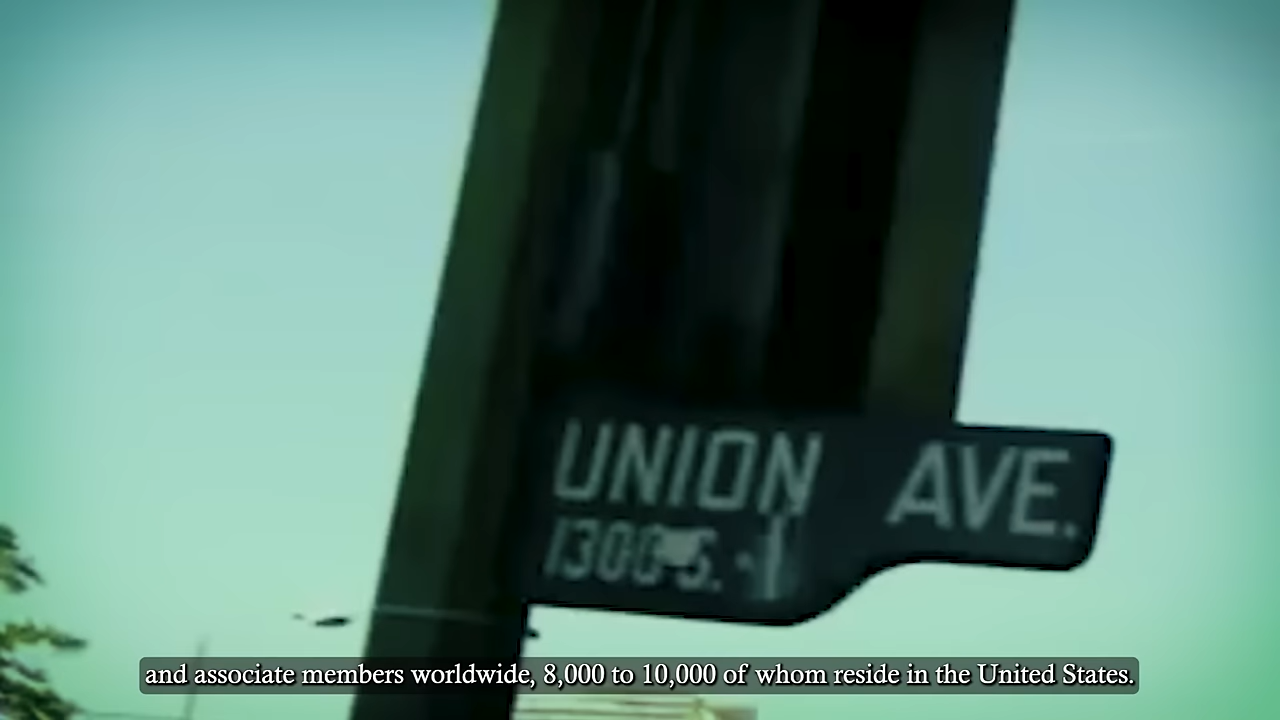 UNION AVE.
1300 S.
and associate members worldwide, 8,000 to 10,000 of whom reside in the United States.